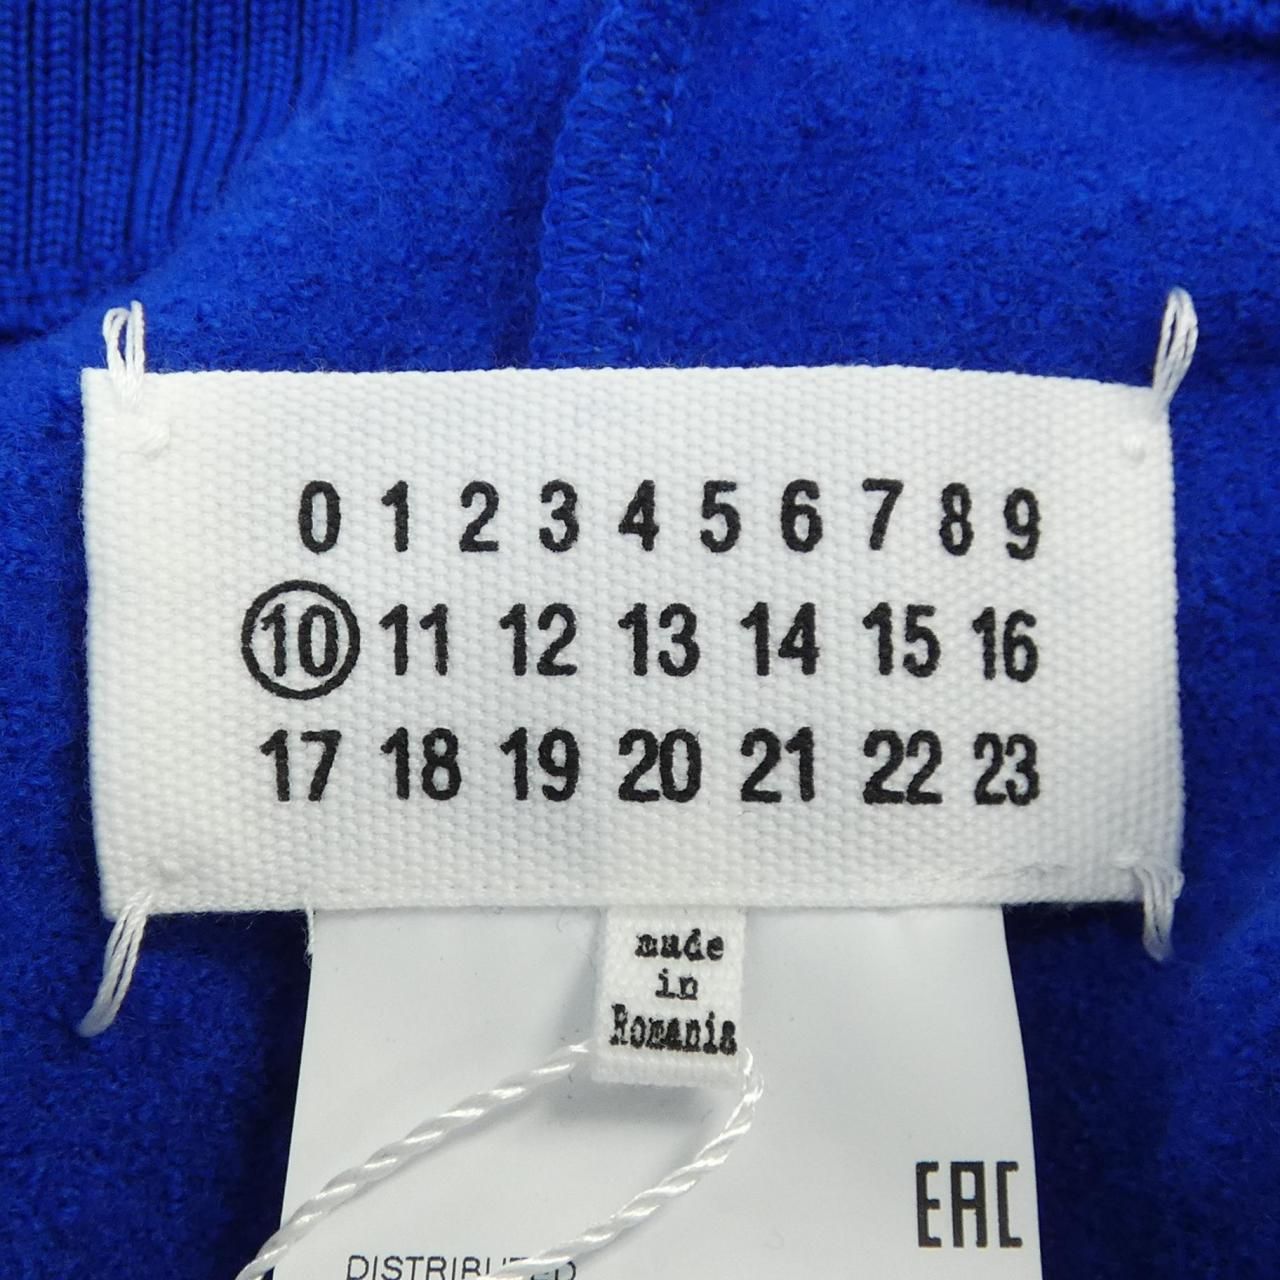 0 1 2 3 4 5 6 7 8 9
10 11 12 13 14 15 16
17 18 19 20 21 22 23
made
in
Romania
EAC
DISTRIBUTED